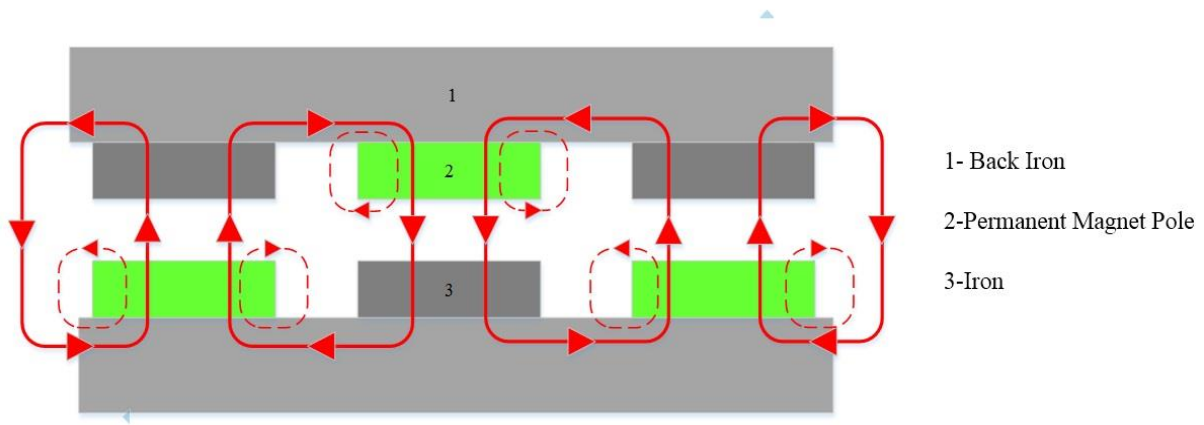 1
2
3
1- Back Iron
2-Permanent Magnet Pole
3-Iron